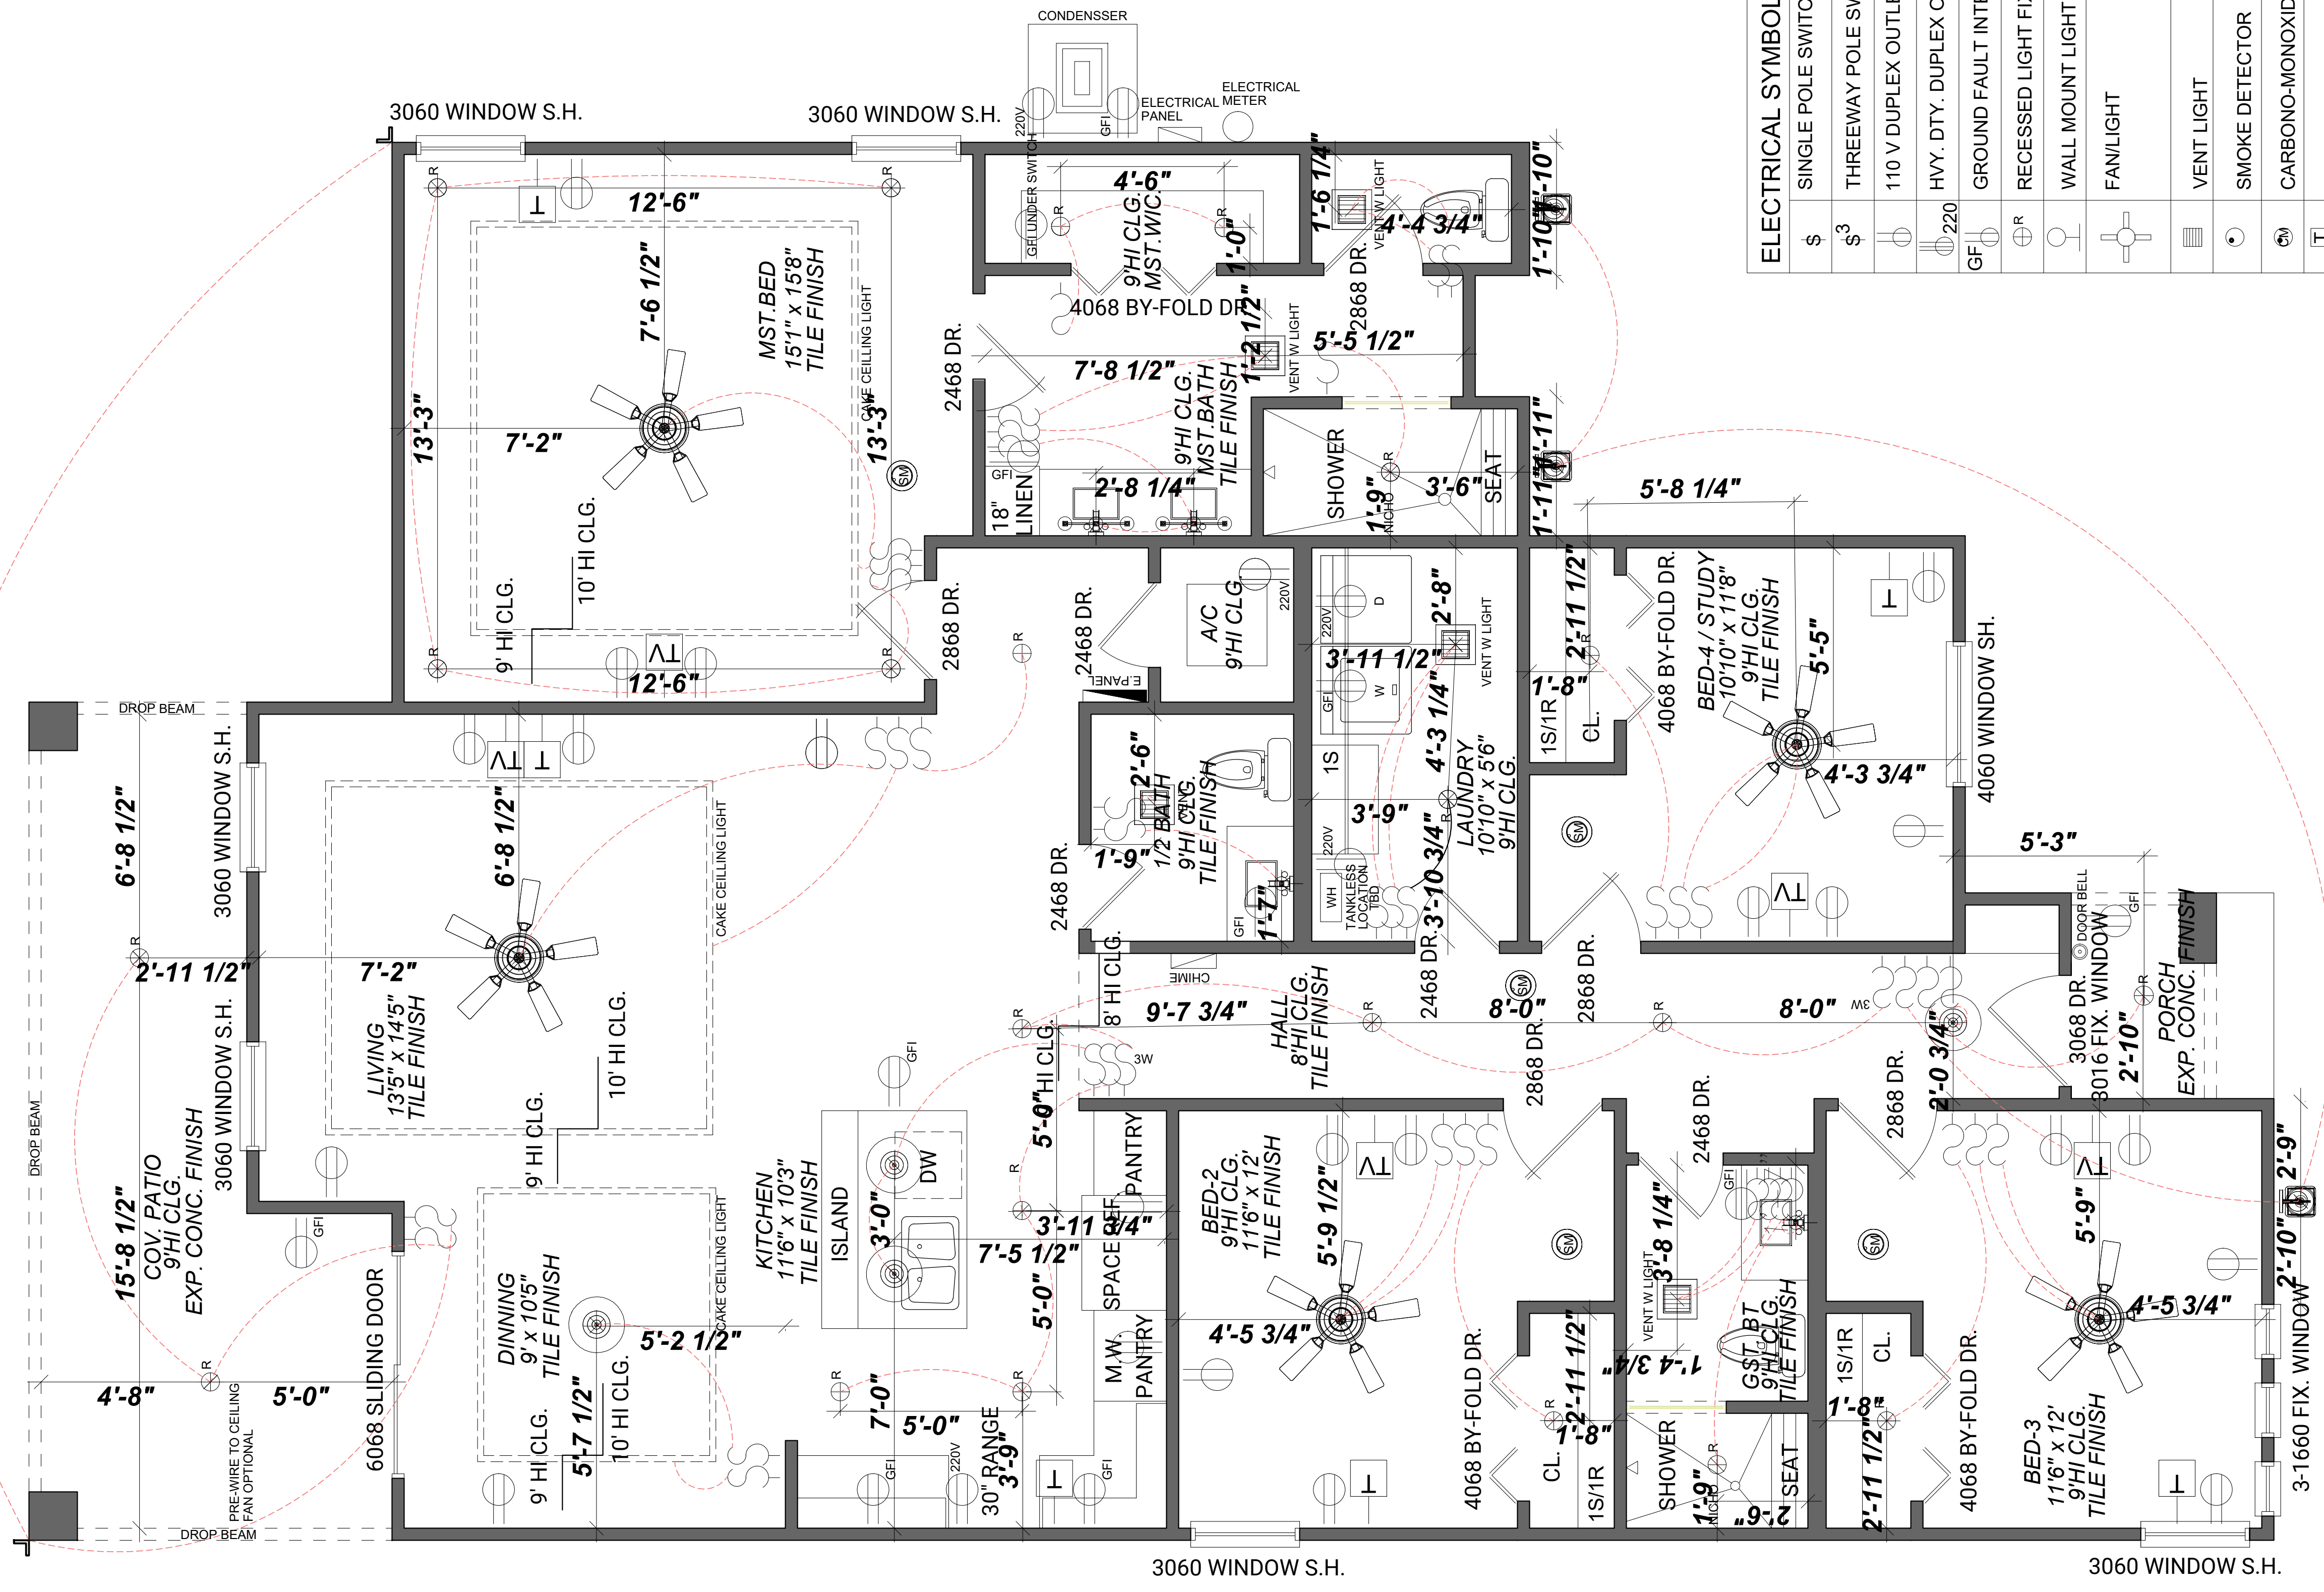 CONDENSSER
ELECTRICAL
METER
ELECTRICAL
PANEL
220V
GFI
3060 WINDOW S.H.
3060 WINDOW S.H.
R
R
T
12'-6"
7'-6 1/2"
MST.BED
15'1" x 15'8"
TILE FINISH
CAKE CEILLING LIGHT
13'-3"
13'-3"
7'-2"
SM
10' HI CLG.
9' HI CLG.
R
R
TV
12'-6"
GFI UNDER SWITCH
4'-6"
R
R
9'HI CLG.
MST.WIC.
1'-0"
4068 BY-FOLD DR.
1'-6 1/4"
VENT W LIGHT
4'-4 3/4"
2868 DR.
1'-10"
1'-10"
2468 DR.
7'-8 1/2"
1'-2 1/2"
5'-5 1/2"
VENT W LIGHT
9'HI CLG.
MST.BATH
TILE FINISH
GFI
18"
LINEN
2'-8 1/4"
SHOWER
R
1'-9"
NICHO
3'-6"
SEAT
1'-11"
1'-11"
2868 DR.
R
2468 DR.
A/C
9'HI CLG.
220V
E.PANEL
220V
D
2'-8"
3'-11 1/2"
VENT W LIGHT
GFI
W
1S
4'-3 1/4"
3'-9"
R
LAUNDRY
10'10" x 5'6"
9'HI CLG.
220V
WH
TANKLESS
LOCATION
TBD
3'-10 3/4"
2468 DR.
5'-8 1/4"
2'-11 1/2"
R
1'-8"
1S/1R
CL.
4068 BY-FOLD DR.
BED-4 / STUDY
10'10" x 11'8"
9'HI CLG.
TILE FINISH
5'-5"
T
4060 WINDOW SH.
4'-3 3/4"
SM
TV
2868 DR.
5'-3"
DOOR BELL
GFI
2468 DR.
2'-6"
VENT
1/2 BATH
9'HI CLG.
TILE FINISH
1'-9"
GFI
1'-7"
8' HI CLG.
CHIME
DROP BEAM
DROP BEAM
6'-8 1/2"
3060 WINDOW S.H.
R
2'-11 1/2"
3060 WINDOW S.H.
15'-8 1/2"
COV. PATIO
9'HI CLG.
EXP. CONC. FINISH
TV
T
6'-8 1/2"
7'-2"
CAKE CEILLING LIGHT
LIVING
13'5" x 14'5"
TILE FINISH
10' HI CLG.
9' HI CLG.
GFI
4'-8"
R
5'-0"
PRE-WIRE TO CEILING
FAN OPTIONAL
DROP BEAM
6068 SLIDING DOOR
DINNING
9' x 10'5"
TILE FINISH
5'-2 1/2"
CAKE CEILLING LIGHT
5'-7 1/2"
10' HI CLG.
9' HI CLG.
KITCHEN
11'6" x 10'3"
TILE FINISH
ISLAND
GFI
DW
3'-0"
7'-5 1/2"
R
7'-0"
5'-0"
GFI
220V
30" RANGE
3'-9"
T
GFI
R
9' HI CLG.
5'-9"
R
3W
3'-11 3/4"
5'-0"
R
PANTRY
REF.
SPACE
M.W.
PANTRY
9'-7 3/4"
HALL
8'HI CLG.
TILE FINISH
R
8'-0"
SM
R
8'-0"
3W
2'-0 3/4"
3068 DR.
3016 FIX. WINDOW
2'-10"
R
PORCH
EXP. CONC. FINISH
2868 DR.
2468 DR.
2868 DR.
BED-2
9'HI CLG.
11'6" x 12'
TILE FINISH
5'-9 1/2"
TV
4'-5 3/4"
SM
4068 BY-FOLD DR.
2'-11 1/2"
R
1'-8"
CL.
1S/1R
T
3060 WINDOW S.H.
GFI
3'-8 1/4"
VENT W LIGHT
1'-4 3/4"
GST. BT
9'HI CLG.
TILE FINISH
SHOWER
1'-9"
NICHO
R
2'-6"
SEAT
SM
1S/1R
CL.
1'-8"
2'-11 1/2"
4068 BY-FOLD DR.
TV
5'-9"
4'-5 3/4"
BED-3
11'6" x 12'
9'HI CLG.
TILE FINISH
T
2'-9"
2'-10"
3-1660 FIX. WINDOW
3060 WINDOW S.H.
ELECTRICAL SYMBOL
$ SINGLE POLE SWITC
$3 THREEWAY POLE SW
110 V DUPLEX OUTLE
220 HVY. DTY. DUPLEX
GF GROUND FAULT INTE
R RECESSED LIGHT FIX
WALL MOUNT LIGHT
FAN/LIGHT
VENT LIGHT
SMOKE DETECTOR
CM CARBONO-MONOXID